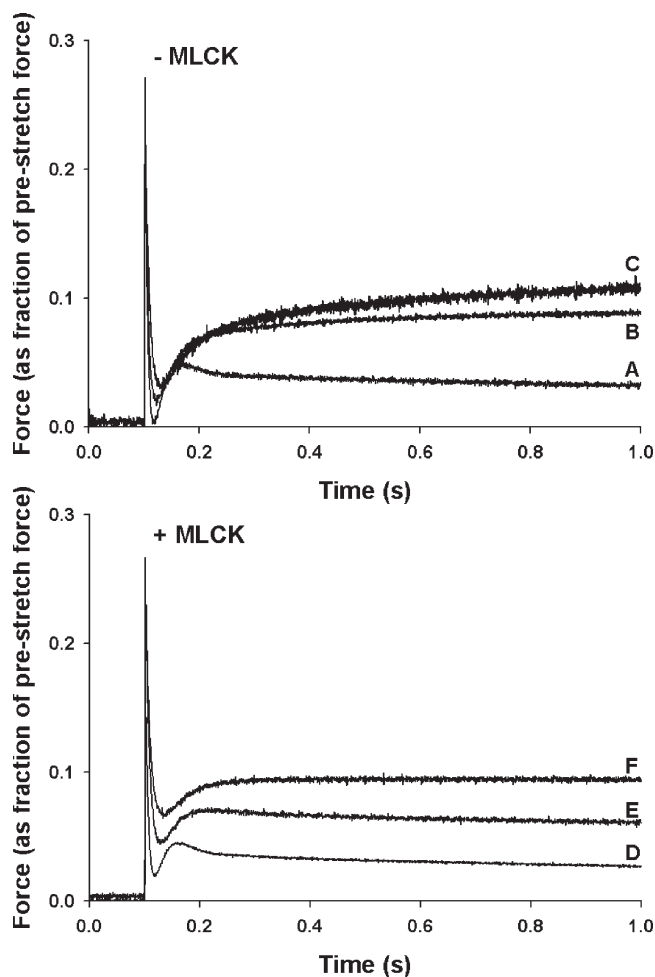 Force (as fraction of pre-stretch force)
- MLCK
0.3
0.2
0.1
0.0
C
B
A
0.0 0.2 0.4 0.6 0.8 1.0
Time (s)
Force (as fraction of pre-stretch force)
+ MLCK
0.3
0.2
0.1
0.0
F
E
D
0.0 0.2 0.4 0.6 0.8 1.0
Time (s)